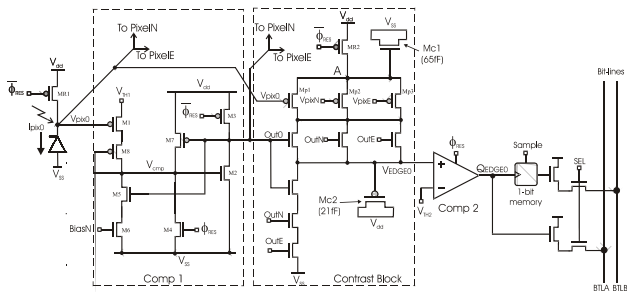 To PixelN
To PixelE
To PixelN
To PixelE
Vdd
φRES
MR1
Ipix0
Vpix0
VSS
VTH1
M1
M8
Vcmp
M5
M6
BiasN
Vdd
φRES
M3
M7
M2
M4
φRES
VSS
Comp 1
φRES
Vdd
MR2
A
VSS
Mc1
(65fF)
Vpix0
Mp1
VpixN
Mp2
VpixE
Mp3
Out0
OutN
OutE
OutN
OutE
VSS
VEDGE0
Mc2
(21fF)
Vdd
Contrast Block
φRES
+
−
VTH2
Comp 2
QEDGE0
Sample
1-bit
memory
SEL
Bit-lines
BTLA
BTLB